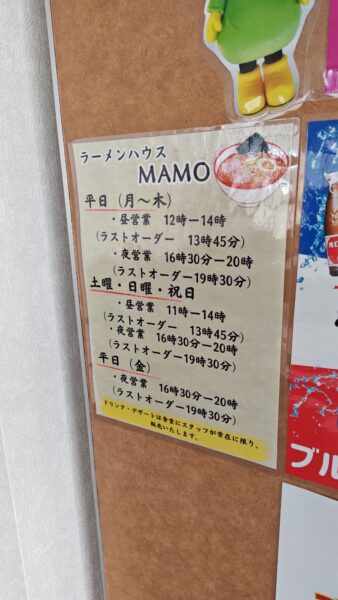 ラーメンハウス
MAMO
平日（月～木）
・昼営業 12時ー14時
（ラストオーダー 13時45分）
・夜営業 16時30分ー20時
（ラストオーダー19時30分）
土曜・日曜・祝日
・昼営業 11時ー14時
（ラストオーダー 13時45分）
・夜営業 16時30分ー20時
（ラストオーダー19時30分）
平日（金）
・夜営業 16時30分ー20時
（ラストオーダー19時30分）
ドリンク・デザートは食堂にスタッフが常在に限り、
販売いたします。
ブル